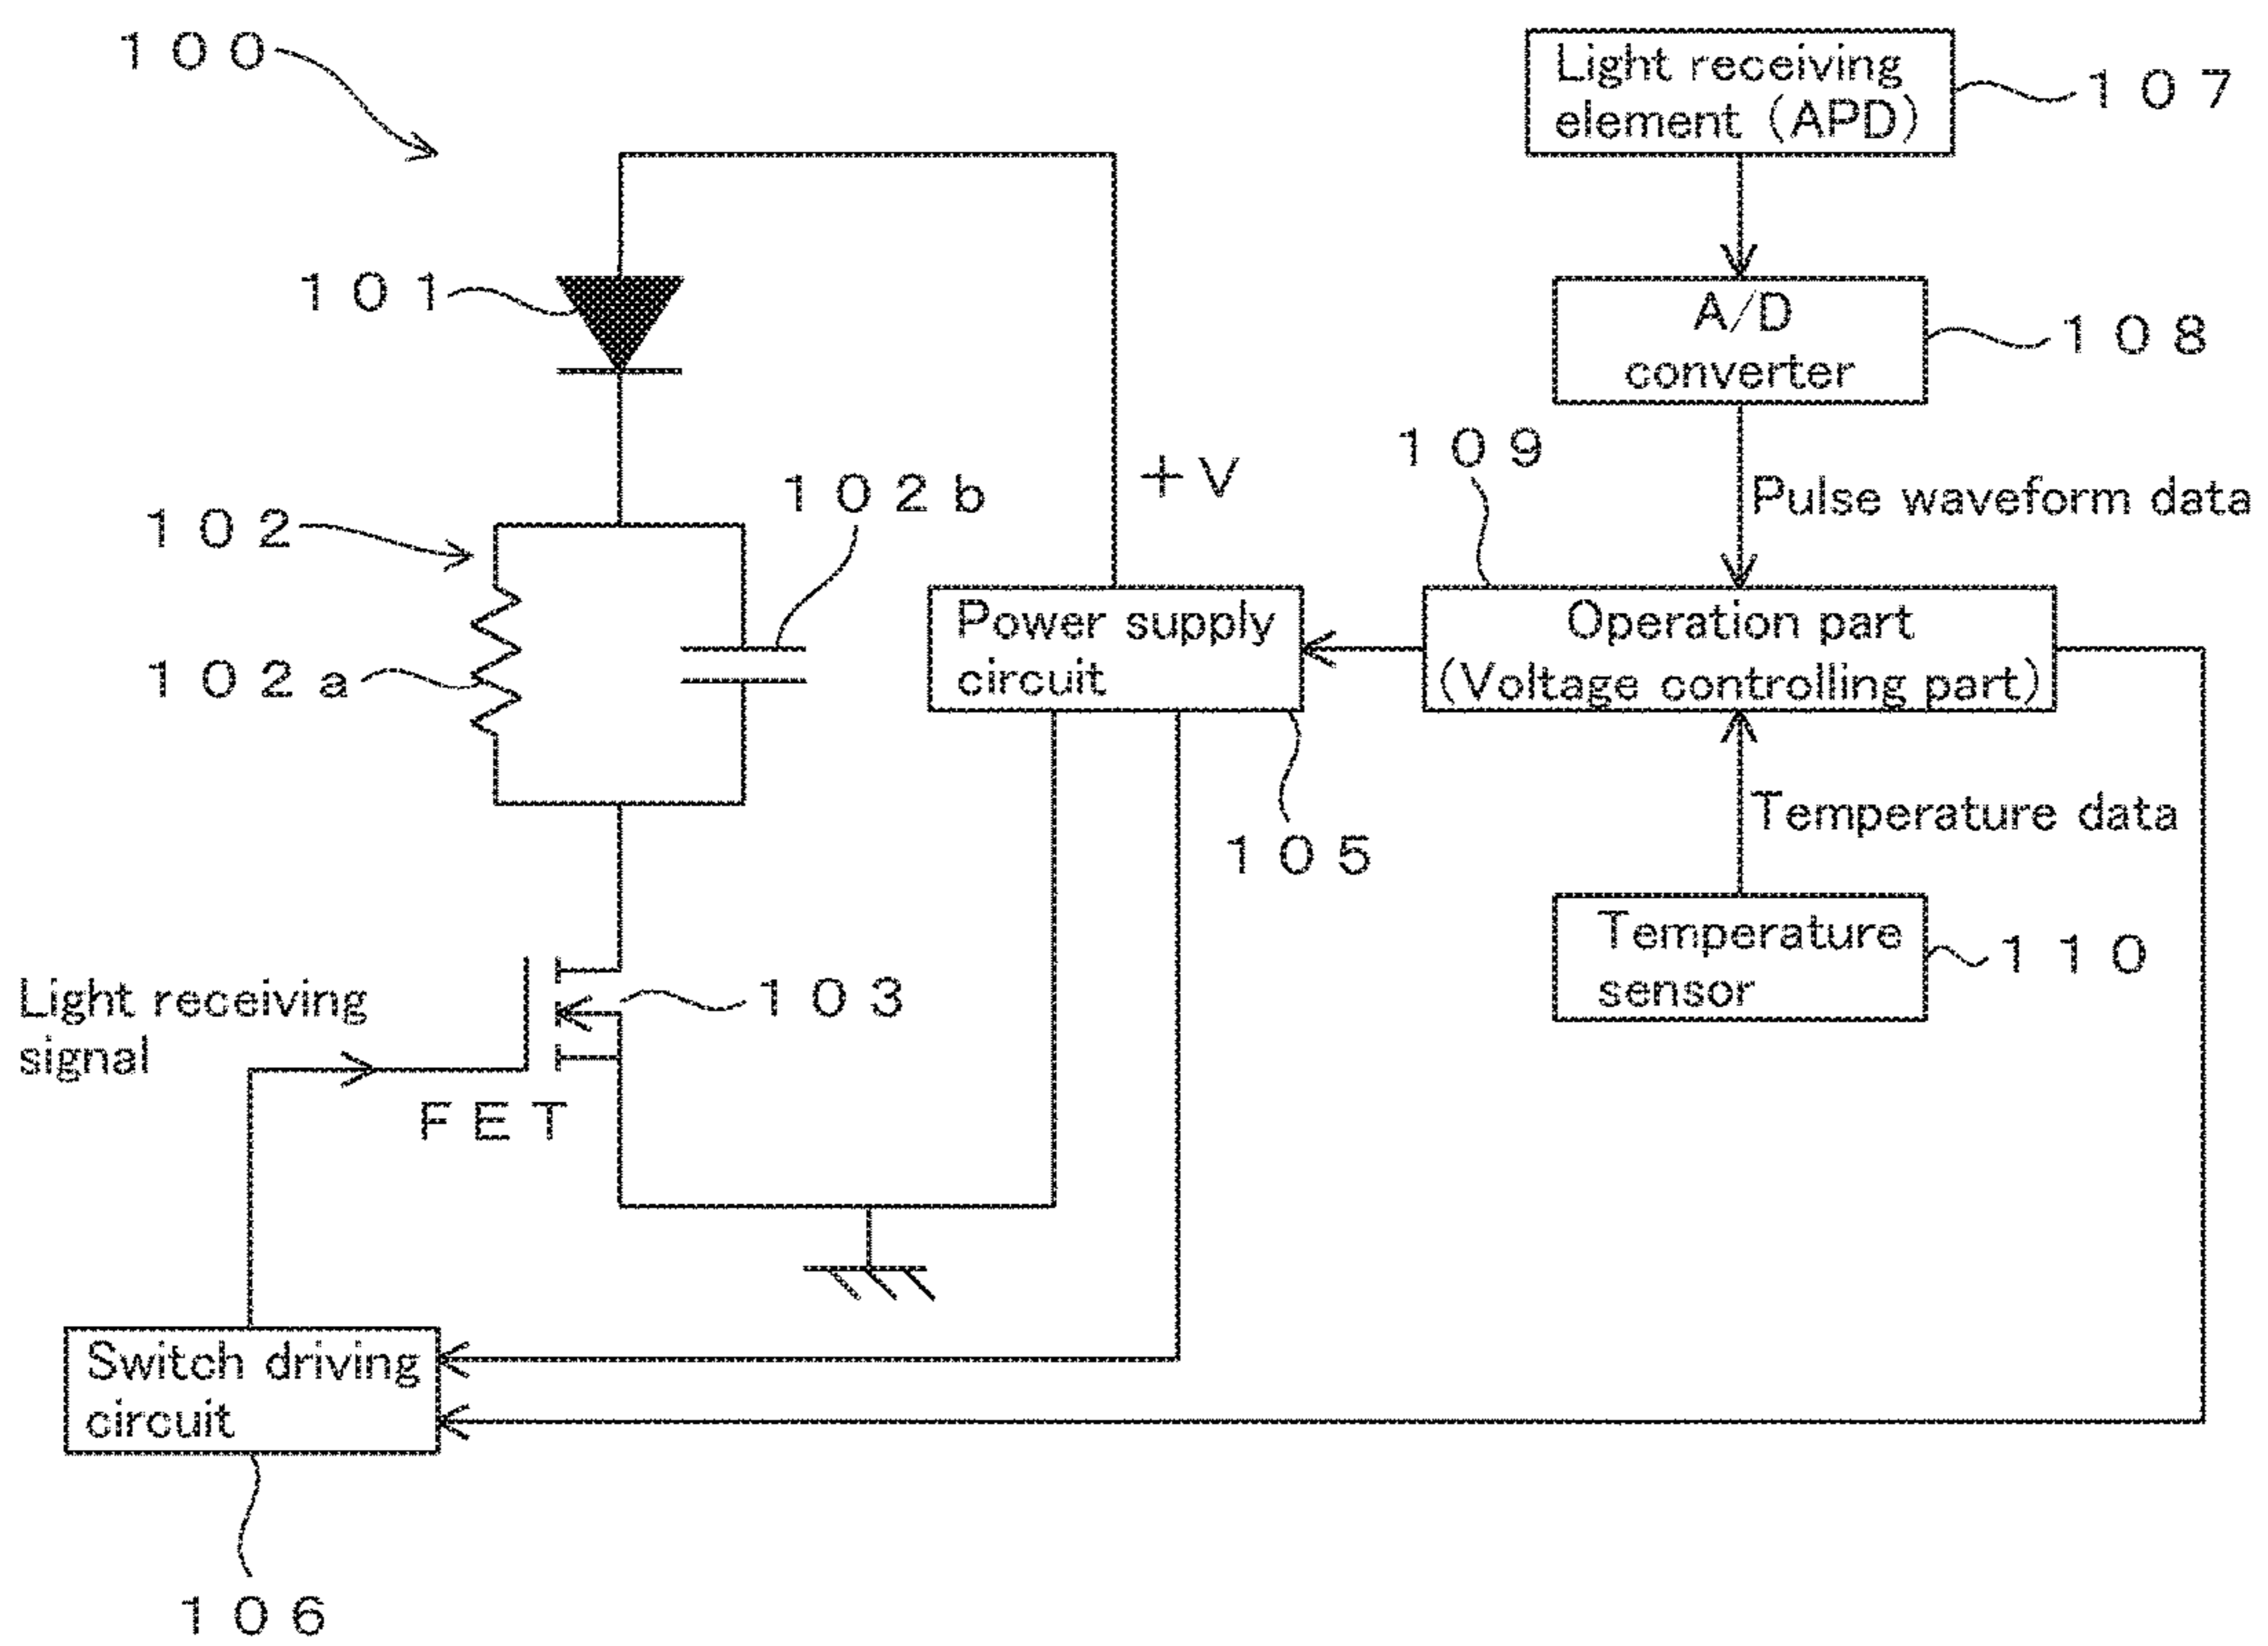 100
Light receiving
element (APD)
107
101
A/D
converter
108
109
+V
102b
Pulse waveform data
102
Power supply
circuit
Operation part
(Voltage controlling part)
102a
Temperature data
105
Temperature
sensor
110
103
Light receiving
signal
FET
Switch driving
circuit
106